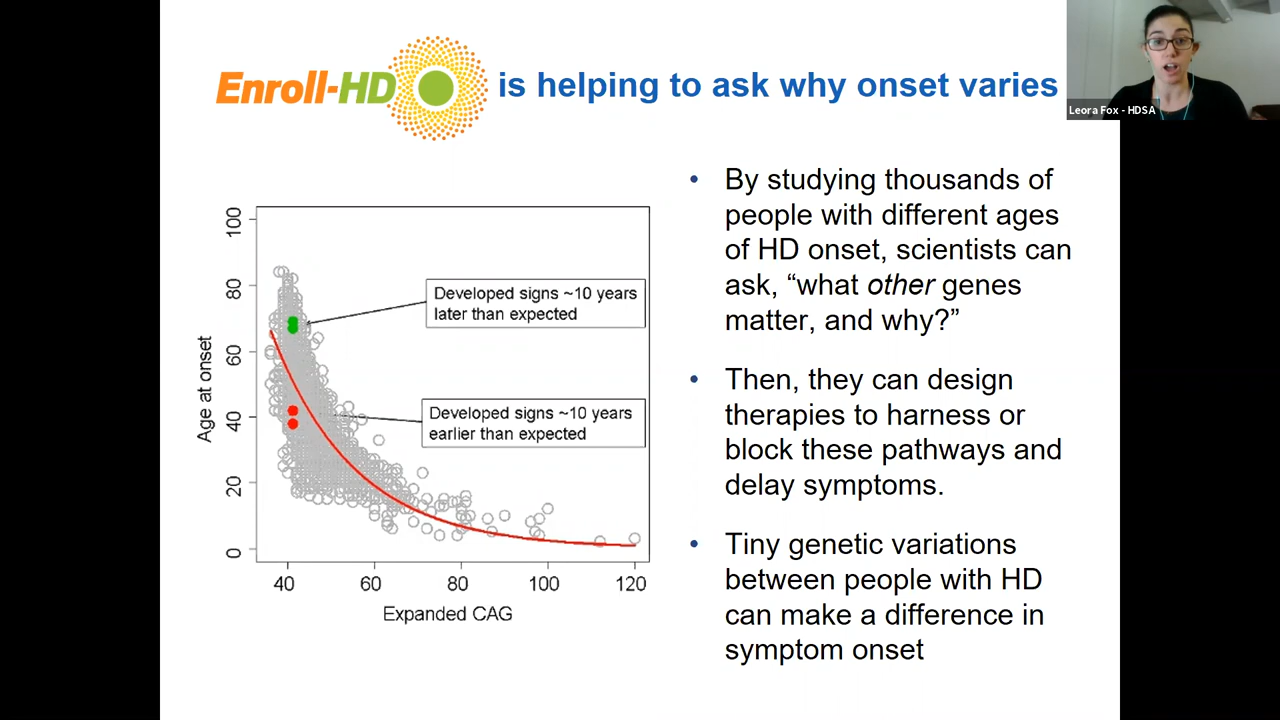 Enroll-HD is helping to ask why onset varies
Leora Fox - HDSA
100
80
60
40
20
0
Age at onset
Developed signs ~10 years
later than expected
Developed signs ~10 years
earlier than expected
40 60 80 100 120
Expanded CAG
• By studying thousands of
people with different ages
of HD onset, scientists can
ask, “what other genes
matter, and why?”
• Then, they can design
therapies to harness or
block these pathways and
delay symptoms.
• Tiny genetic variations
between people with HD
can make a difference in
symptom onset